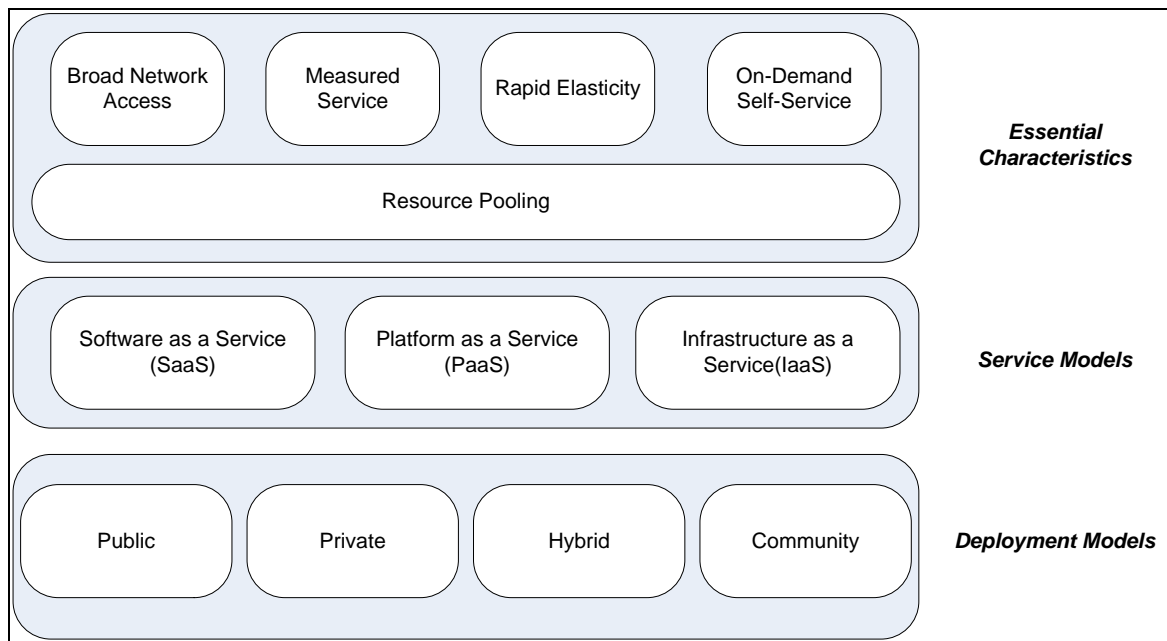 Broad Network
Access
Measured
Service
Rapid Elasticity
On-Demand
Self-Service
Resource Pooling
Essential
Characteristics
Software as a Service
(SaaS)
Platform as a Service
(PaaS)
Infrastructure as a
Service(IaaS)
Service Models
Public
Private
Hybrid
Community
Deployment Models